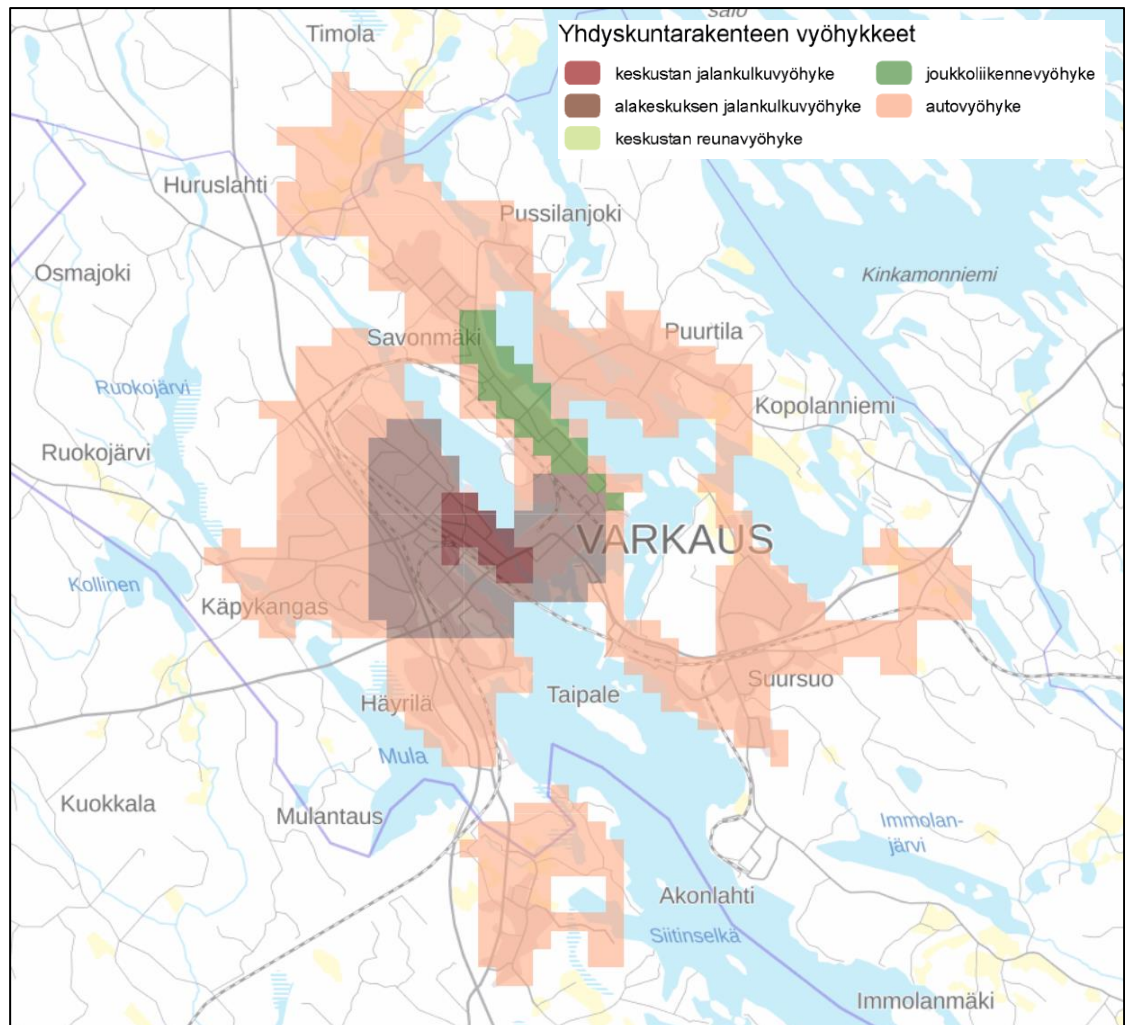 salo
Timola
Yhdyskuntarakenteen vyöhykkeet
keskustan jalankulkuvyöhyke
joukkoliikennevyöhyke
alakeskuksen jalankulkuvyöhyke
autovyöhyke
keskustan reunavyöhyke
Huruslahti
Pussilanjoki
Osmajoki
Kinkamonniemi
Savonmäki
Puurtila
Ruokojärvi
Kopolanniemi
Ruokojärvi
VARKAUS
Kollinen
Käpykangas
Suursuo
Taipale
Häyrilä
Mula
Kuokkala
Mulantaus
Immolan-
järvi
Akonlahti
Siitinselkä
Immolanmäki